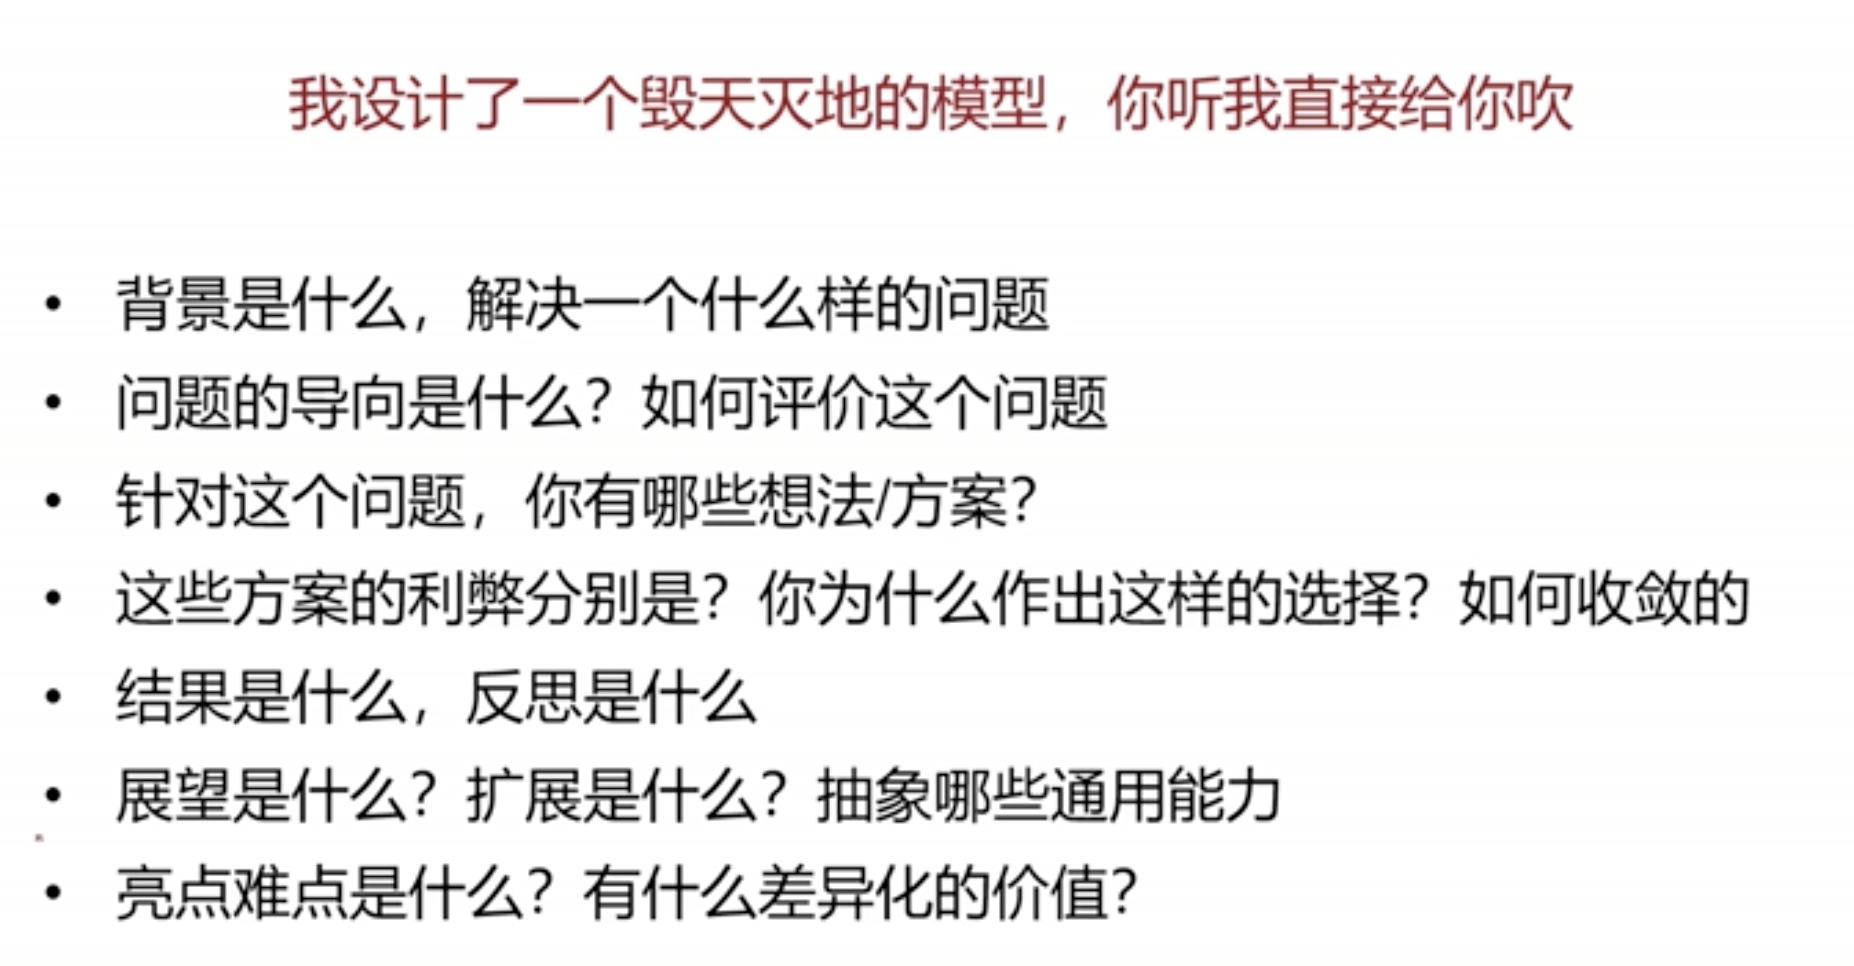 我设计了一个毁天灭地的模型，你听我直接给你吹
• 背景是什么，解决一个什么样的问题
• 问题的导向是什么？如何评价这个问题
• 针对这个问题，你有哪些想法/方案？
• 这些方案的利弊分别是？你为什么作出这样的选择？如何收敛的
• 结果是什么，反思是什么
• 展望是什么？扩展是什么？抽象哪些通用能力
• 亮点难点是什么？有什么差异化的价值？